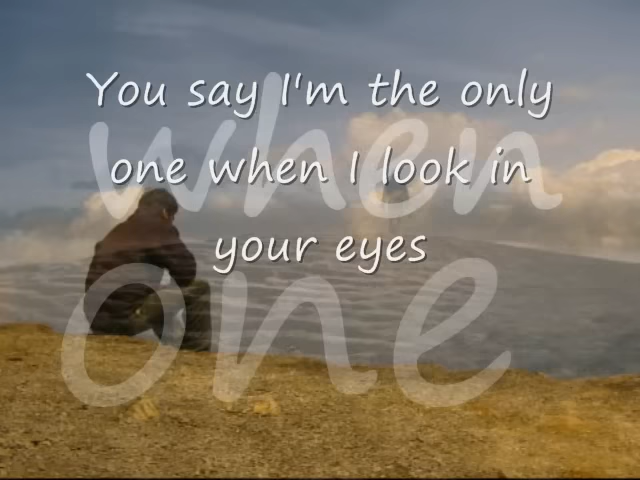 You say I'm the only
when
one when I look in
your eyes
one